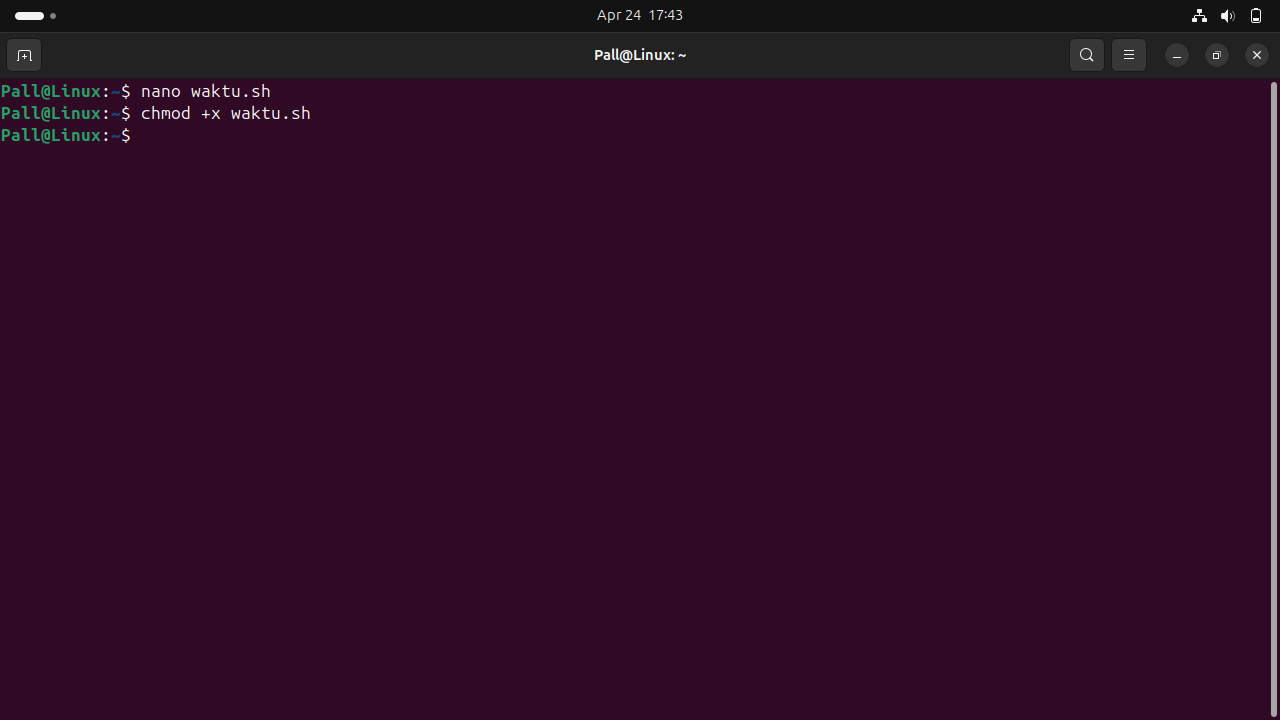 Apr 24  17:43
Pall@Linux: ~
Pall@Linux:~$ nano waktu.sh
Pall@Linux:~$ chmod +x waktu.sh
Pall@Linux:~$